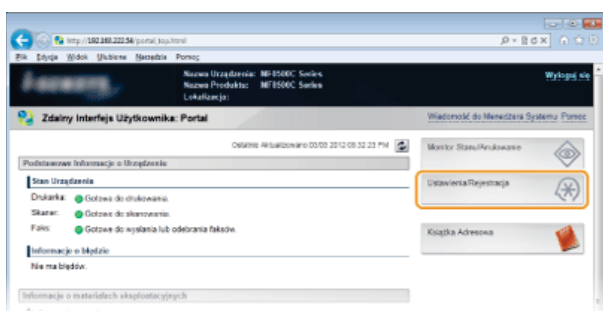 http://192.168.222.54/portal_top.html
Plik Edycja Widok Ulubione Narzędzia Pomoc
Nazwa Urządzenia: MF8500C Series
Nazwa Produktu: MF8500C Series
Lokalizacja:
Wyloguj się
Zdalny Interfejs Użytkownika: Portal
Wiadomość do Menedżera Systemu Pomoc
Ostatnio Aktualizowano 03/03 2012 08:32:23 PM
Podstawowe Informacje o Urządzeniu
Stan Urządzenia
Drukarka: Gotowe do drukowania.
Skaner: Gotowe do skanowania.
Faks: Gotowe do wysłania lub odebrania faksów.
Informacje o błędzie
Nie ma błędów.
Informacje o materiałach eksploatacyjnych
Monitor Stanu/Anulowanie
Ustawienia/Rejestracja
Książka Adresowa